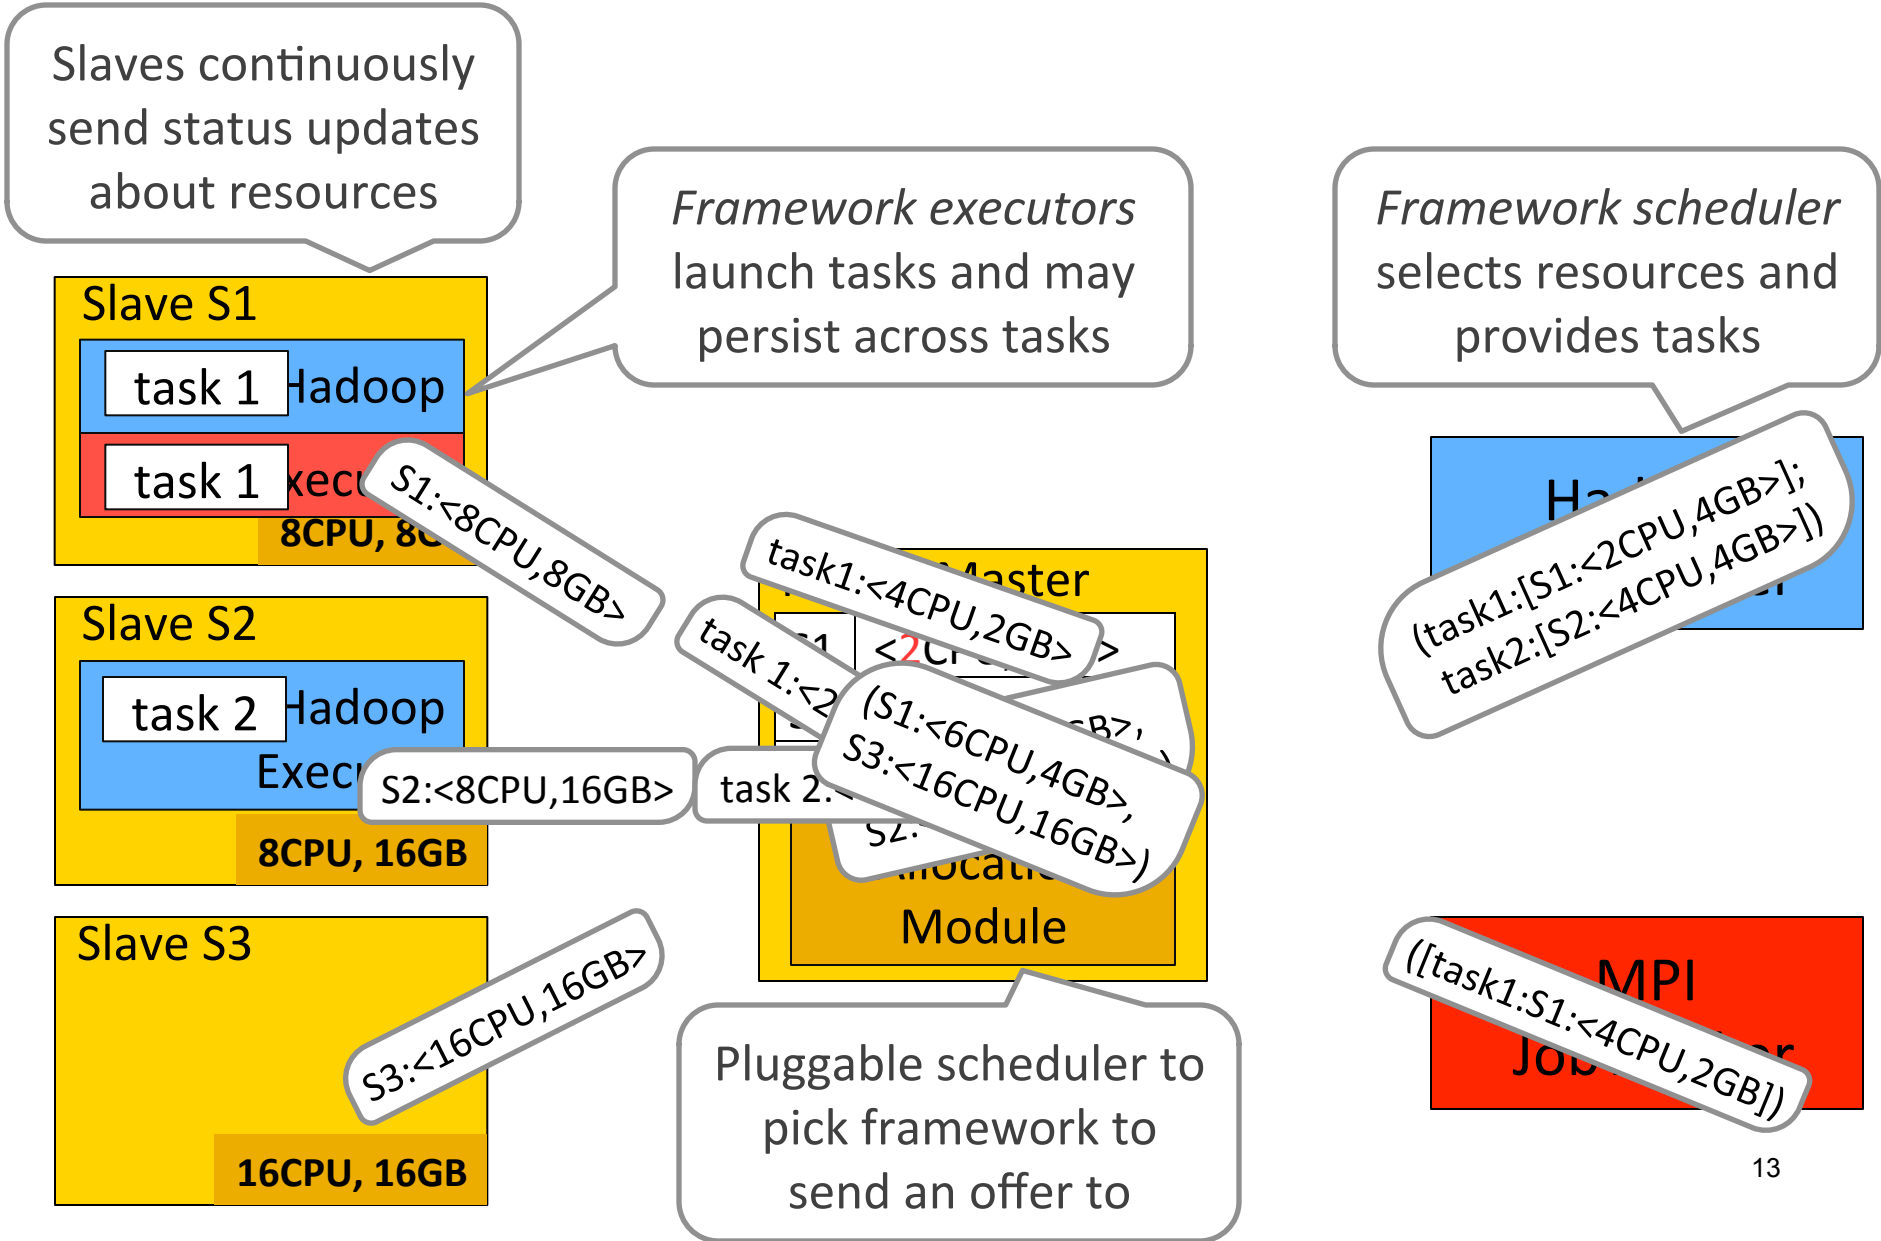 Slaves continuously
send status updates
about resources
Framework executors
launch tasks and may
persist across tasks
Framework scheduler
selects resources and
provides tasks
Slave S1
task 1
Hadoop
task 1
8CPU,
S1:<8CPU,8GB>
Slave S2
task 2
Hadoop
S2:<8CPU,16GB>
8CPU, 16GB
Slave S3
S3:<16CPU,16GB>
16CPU, 16GB
Master
task1:<4CPU,2GB>
S1
task 1:<2
task 2:<
(S1:<6CPU,4GB>,
S3:<16CPU,16GB>)
S2:
Module
Pluggable scheduler to
pick framework to
send an offer to
(task1:[S1:<2CPU,4GB>];
task2:[S2:<4CPU,4GB>])
MPI
([task1:S1:<4CPU,2GB])
13